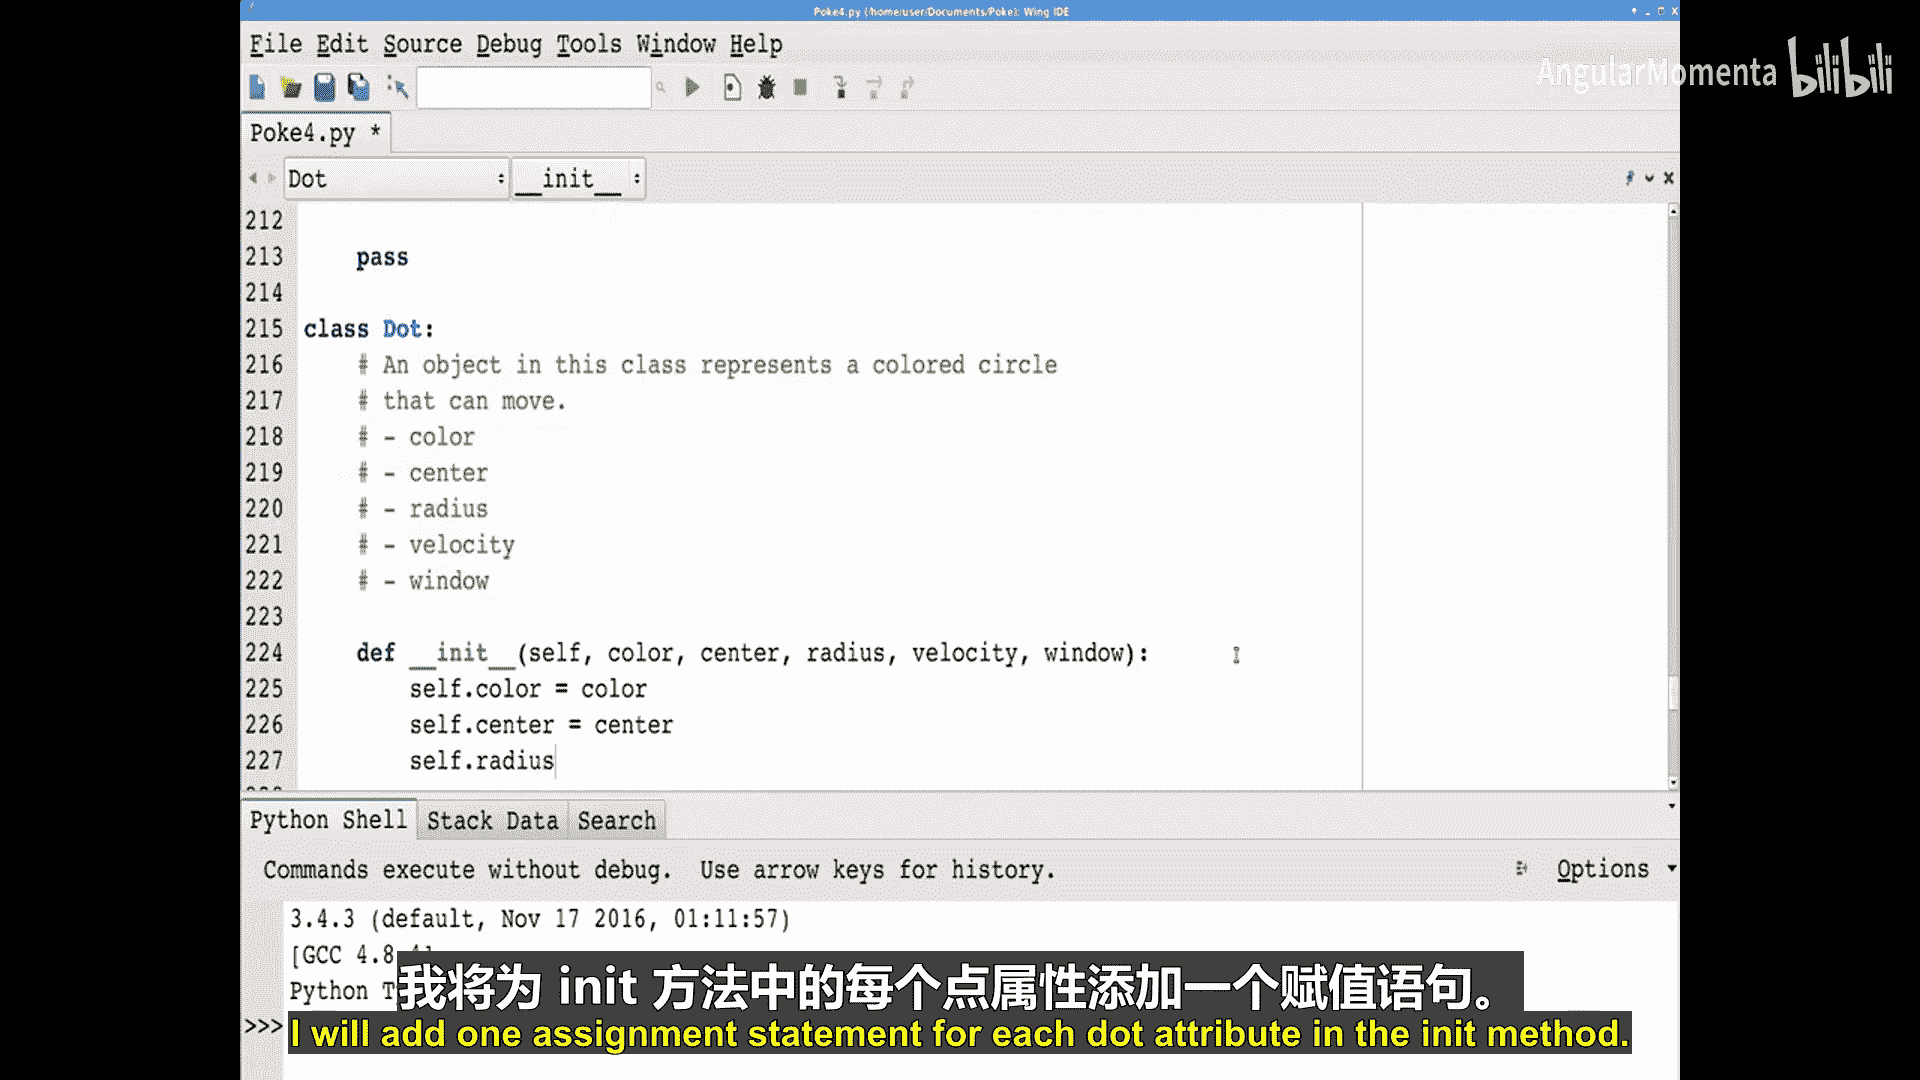 Poke4.py (/home/user/Documents/Poke): Wing IDE
File Edit Source Debug Tools Window Help
AngularMomenta bilibili
Poke4.py *
Dot __init__
212
213 pass
214
215 class Dot:
216 # An object in this class represents a colored circle
217 # that can move.
218 # - color
219 # - center
220 # - radius
221 # - velocity
222 # - window
223
224 def __init__(self, color, center, radius, velocity, window):
225 self.color = color
226 self.center = center
227 self.radius
Python Shell Stack Data Search
Commands execute without debug. Use arrow keys for history.
Options
3.4.3 (default, Nov 17 2016, 01:11:57)
[GCC 4.8
Python
我将为 init 方法中的每个点属性添加一个赋值语句。
>>>
I will add one assignment statement for each dot attribute in the init method.